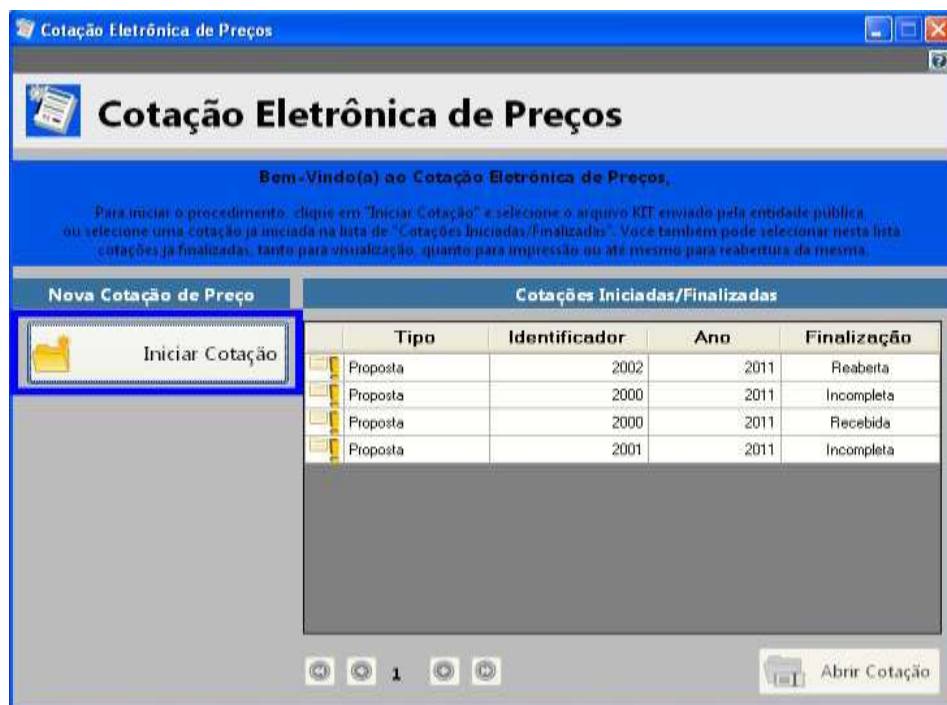 Cotação Eletrônica de Preços
Cotação Eletrônica de Preços
Bem-Vindo(a) ao Cotação Eletrônica de Preços,
Para iniciar o procedimento, clique em "Iniciar Cotação" e selecione o arquivo KIT enviado pela entidade pública,
ou selecione uma cotação já iniciada na lista de "Cotações Iniciadas/Finalizadas". Você também pode selecionar nesta lista
cotações já finalizadas, tanto para visualização, quanto para impressão ou até mesmo para reabertura da mesma.
Nova Cotação de Preço
Cotações Iniciadas/Finalizadas
Iniciar Cotação
Tipo Identificador Ano Finalização
Proposta 2002 2011 Reaberta
Proposta 2000 2011 Incompleta
Proposta 2000 2011 Recebida
Proposta 2001 2011 Incompleta
1
Abrir Cotação